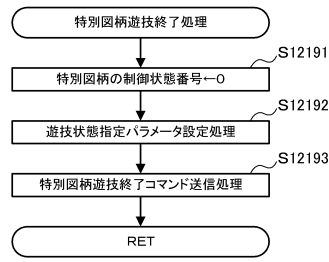 特別図柄遊技終了処理
S12191
特別図柄の制御状態番号←0
S12192
遊技状態指定パラメータ設定処理
S12193
特別図柄遊技終了コマンド送信処理
RET